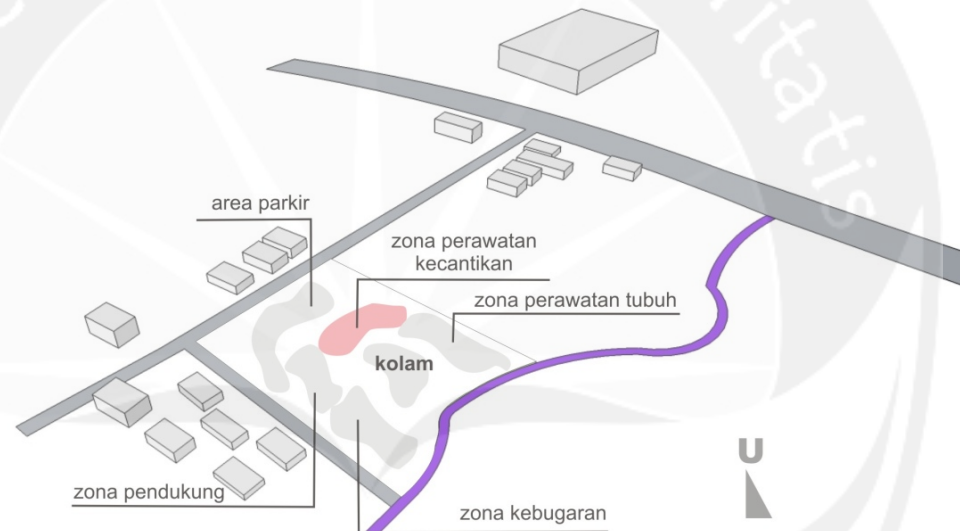 area parkir
zona perawatan
kecantikan
zona perawatan tubuh
kolam
U
zona pendukung
zona kebugaran